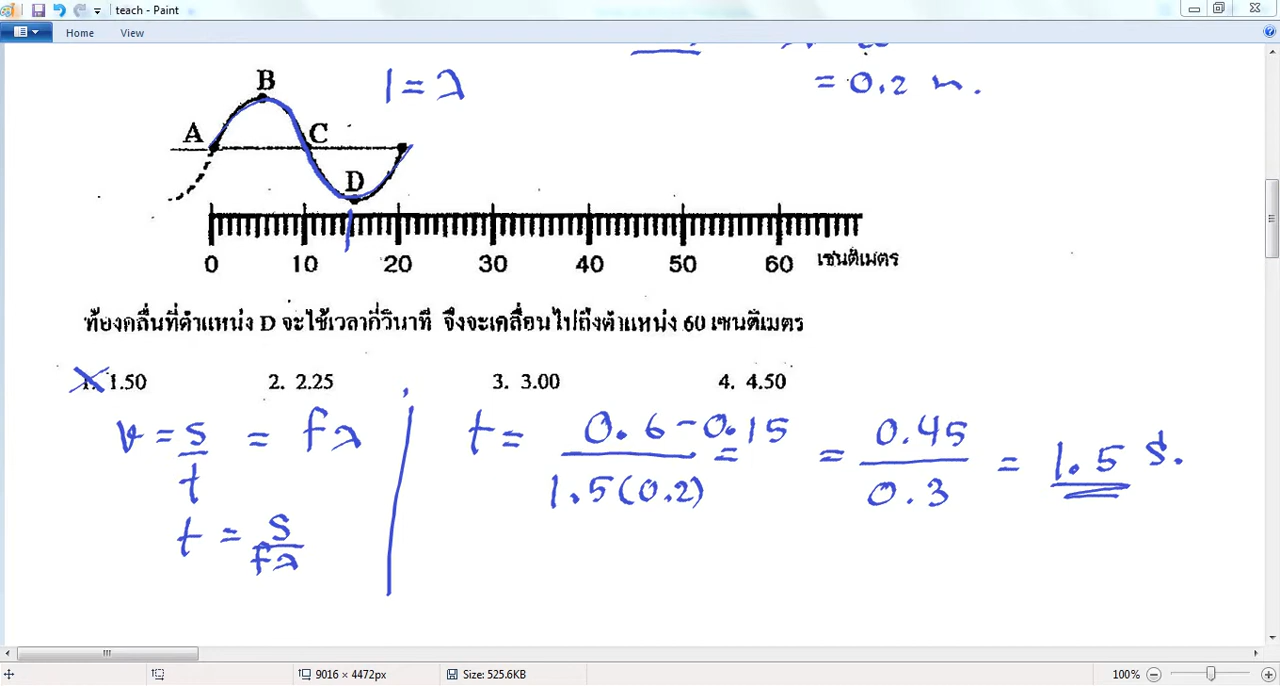 teach - Paint
Home View
= 0.2 m.
B
1 = λ
A
C
D
0 10 20 30 40 50 60 เซนติเมตร
ท้องคลื่นที่ตำแหน่ง D จะใช้เวลากี่วินาที จึงจะเคลื่อนไปถึงตำแหน่ง 60 เซนติเมตร
1. 1.50 2. 2.25 3. 3.00 4. 4.50
v = s/t = fλ
t = s/fλ
t = 0.6 - 0.15 / 1.5(0.2) = = 0.45 / 0.3 = 1.5 s.
9016 × 4472px Size: 525.6KB 100%